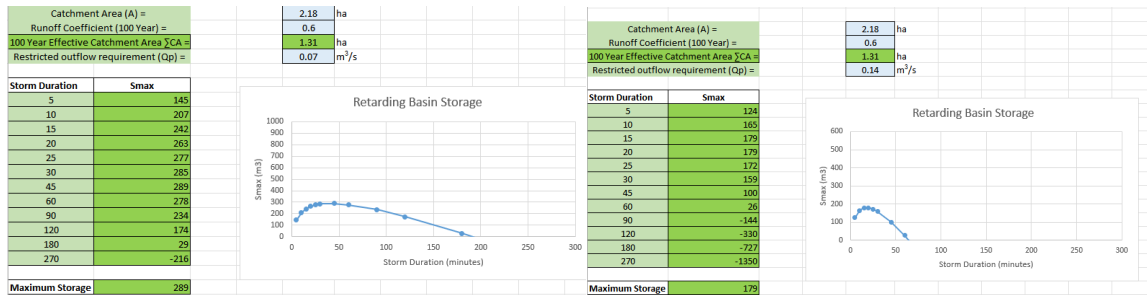 Catchment Area (A) = 2.18 ha
Runoff Coefficient (100 Year) = 0.6
100 Year Effective Catchment Area ∑CA = 1.31 ha
Restricted outflow requirement (Qp) = 0.07 m³/s
Storm Duration Smax
5 145
10 207
15 242
20 263
25 277
30 285
45 289
60 278
90 234
120 174
180 29
270 -216
Maximum Storage 289
Retarding Basin Storage
Smax (m3)
1000
900
800
700
600
500
400
300
200
100
0
0 50 100 150 200 250 300
Storm Duration (minutes)
Catchment Area (A) = 2.18 ha
Runoff Coefficient (100 Year) = 0.6
100 Year Effective Catchment Area ∑CA = 1.31 ha
Restricted outflow requirement (Qp) = 0.14 m³/s
Storm Duration Smax
5 124
10 165
15 179
20 179
25 172
30 159
45 100
60 26
90 -144
120 -330
180 -727
270 -1350
Maximum Storage 179
Retarding Basin Storage
Smax (m3)
600
500
400
300
200
100
0
0 50 100 150 200 250 300
Storm Duration (minutes)